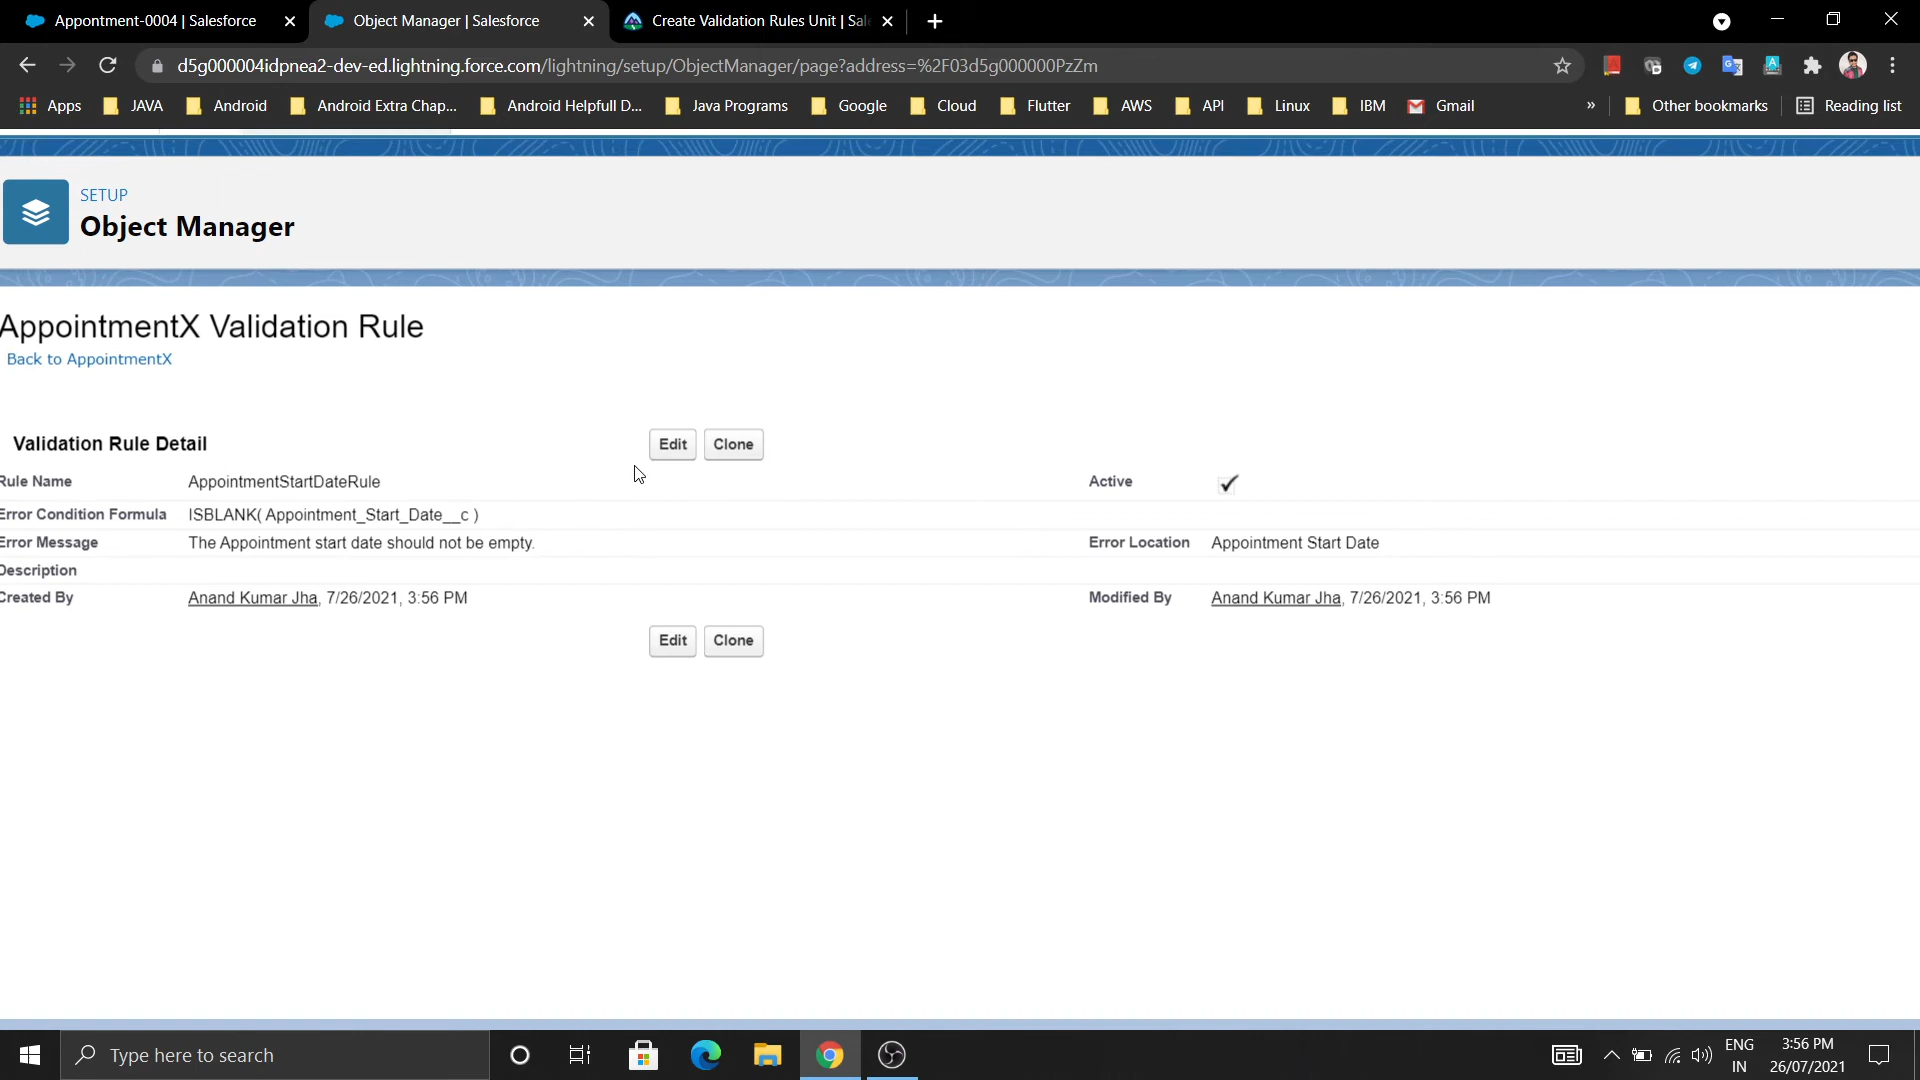 Appontment-0004 | Salesforce
Object Manager | Salesforce
Create Validation Rules Unit | Sal
d5g000004idpnea2-dev-ed.lightning.force.com/lightning/setup/ObjectManager/page?address=%2F03d5g000000PzZm
Apps JAVA Android Android Extra Chap... Android Helpfull D... Java Programs Google Cloud Flutter AWS API Linux IBM Gmail » Other bookmarks Reading list
SETUP
Object Manager
AppointmentX Validation Rule
Back to AppointmentX
Validation Rule Detail Edit Clone
Rule Name AppointmentStartDateRule Active
Error Condition Formula ISBLANK( Appointment_Start_Date__c )
Error Message The Appointment start date should not be empty. Error Location Appointment Start Date
Description
Created By Anand Kumar Jha, 7/26/2021, 3:56 PM Modified By Anand Kumar Jha, 7/26/2021, 3:56 PM
Edit Clone
Type here to search
ENG
IN
3:56 PM
26/07/2021